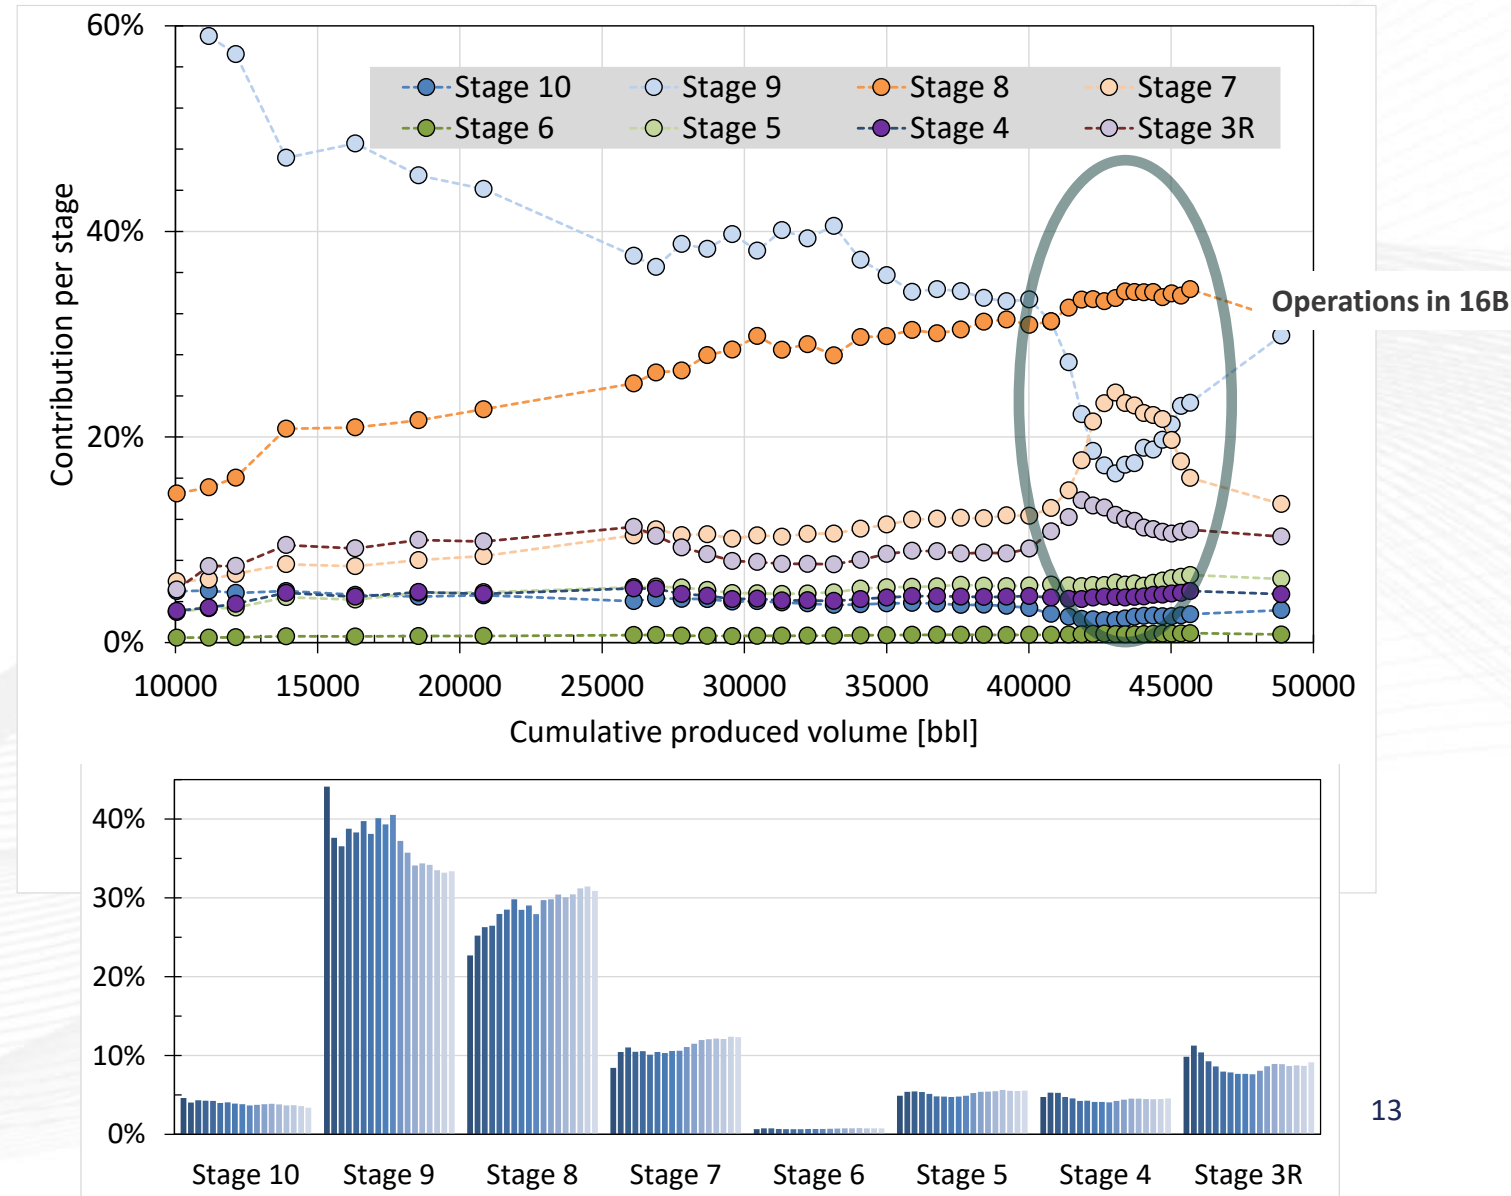 60%
40%
20%
0%
Contribution per stage
Stage 10 Stage 9 Stage 8 Stage 7
Stage 6 Stage 5 Stage 4 Stage 3R
Operations in 16B
10000 15000 20000 25000 30000 35000 40000 45000 50000
Cumulative produced volume [bbl]
40%
30%
20%
10%
0%
Stage 10 Stage 9 Stage 8 Stage 7 Stage 6 Stage 5 Stage 4 Stage 3R
13